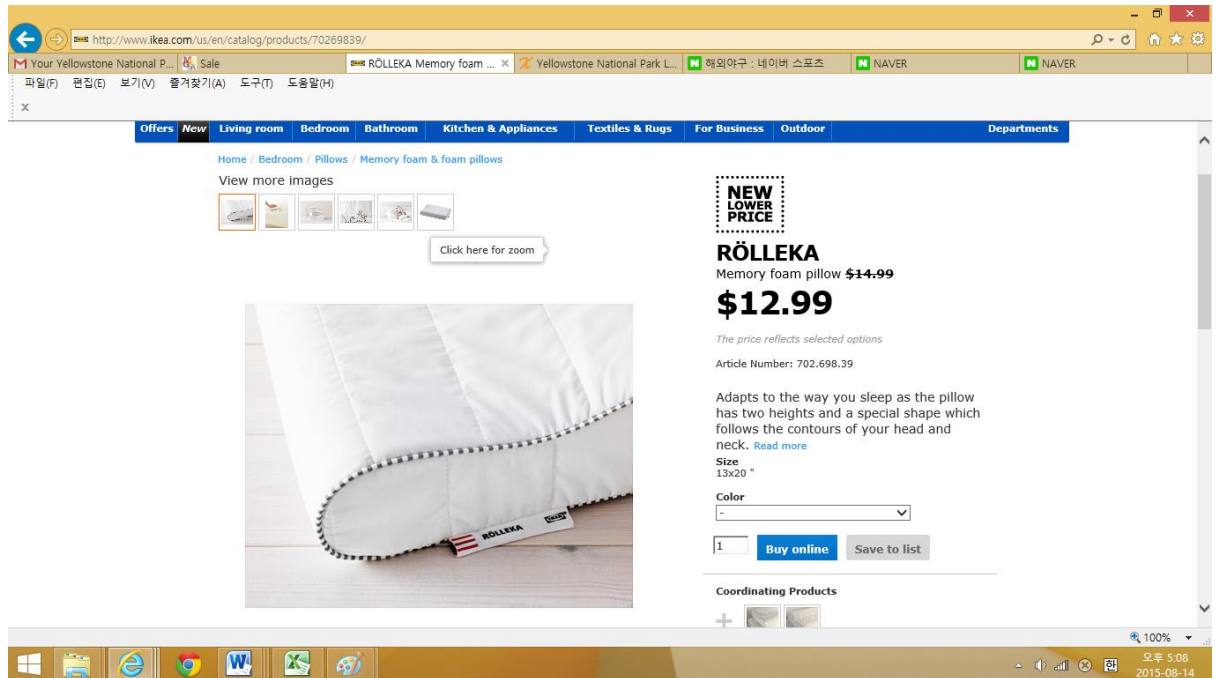 http://www.ikea.com/us/en/catalog/products/70269839/
Your Yellowstone National P...
Sale
RÖLLEKA Memory foam ...
Yellowstone National Park L...
해외야구 : 네이버 스포츠
NAVER
NAVER
파일(F) 편집(E) 보기(V) 즐겨찾기(A) 도구(T) 도움말(H)
x
Offers New Living room Bedroom Bathroom Kitchen & Appliances Textiles & Rugs For Business Outdoor Departments
Home / Bedroom / Pillows / Memory foam & foam pillows
View more images
Click here for zoom
RÖLLEKA
IKEA
NEW
LOWER
PRICE
RÖLLEKA
Memory foam pillow $14.99
$12.99
The price reflects selected options
Article Number: 702.698.39
Adapts to the way you sleep as the pillow
has two heights and a special shape which
follows the contours of your head and
neck. Read more
Size
13x20 "
Color
-
1 Buy online Save to list
Coordinating Products
100%
한
오후 5:08
2015-08-14